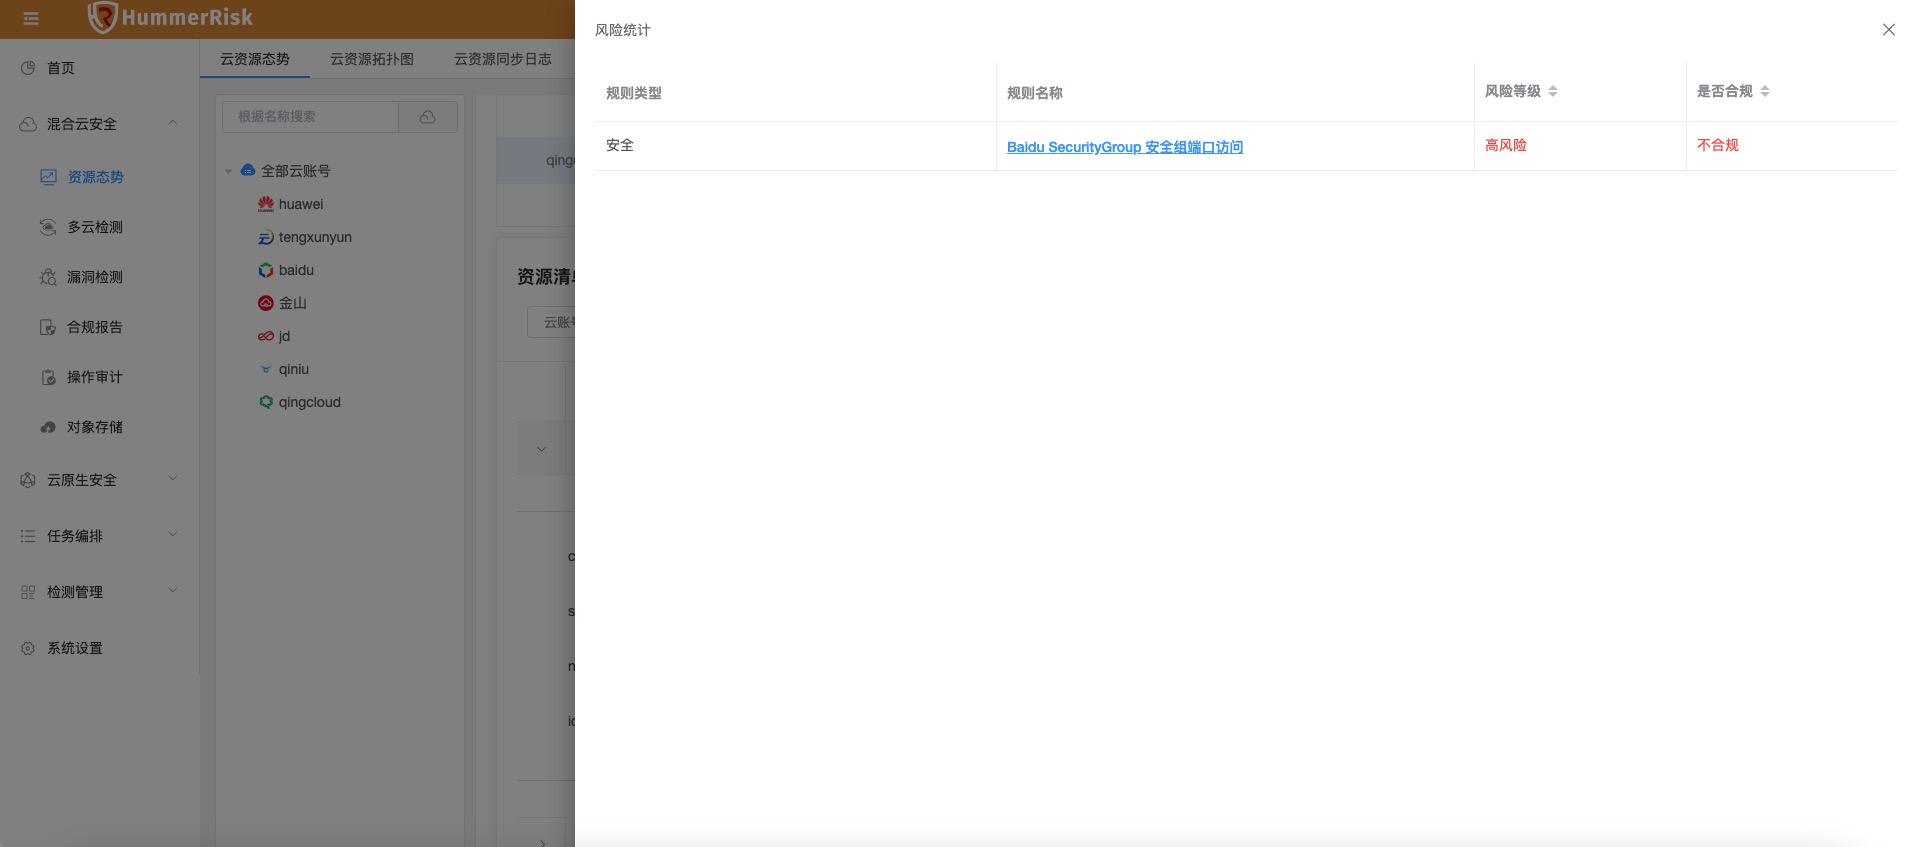 HummerRisk
首页
混合云安全
资源态势
多云检测
漏洞检测
合规报告
操作审计
对象存储
云原生安全
任务编排
检测管理
系统设置
云资源态势
云资源拓扑图
云资源同步日志
根据名称搜索
全部云账号
huawei
tengxunyun
baidu
金山
jd
qiniu
qingcloud
资源清
云账
风险统计
规则类型 规则名称 风险等级 是否合规
安全 Baidu SecurityGroup 安全组端口访问 高风险 不合规